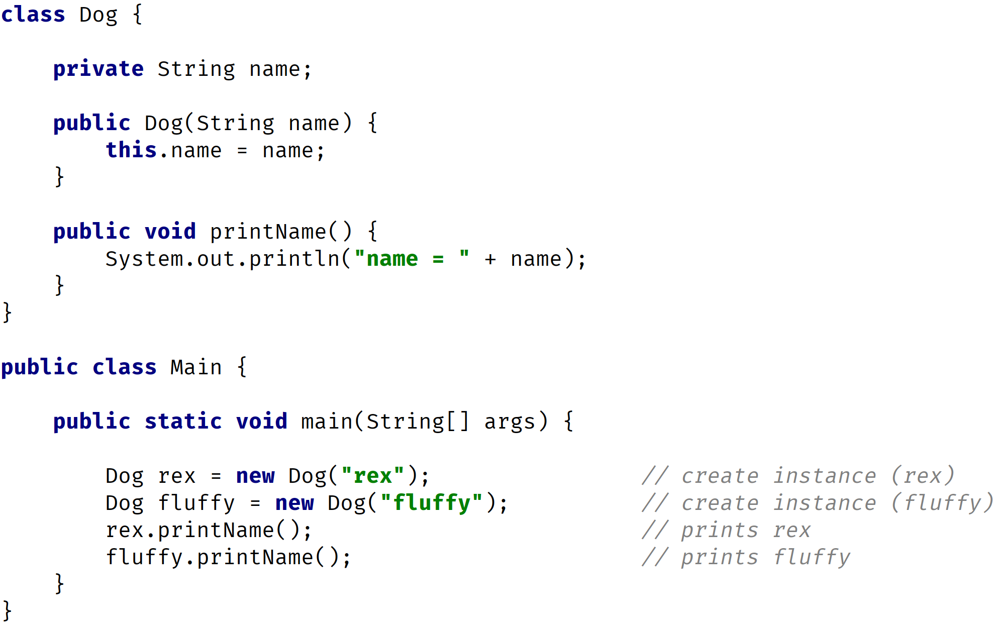 class Dog {
    private String name;
    public Dog(String name) {
        this.name = name;
    }
    public void printName() {
        System.out.println("name = " + name);
    }
}
public class Main {
    public static void main(String[] args) {
        Dog rex = new Dog("rex");                // create instance (rex)
        Dog fluffy = new Dog("fluffy");          // create instance (fluffy)
        rex.printName();                         // prints rex
        fluffy.printName();                      // prints fluffy
    }
}